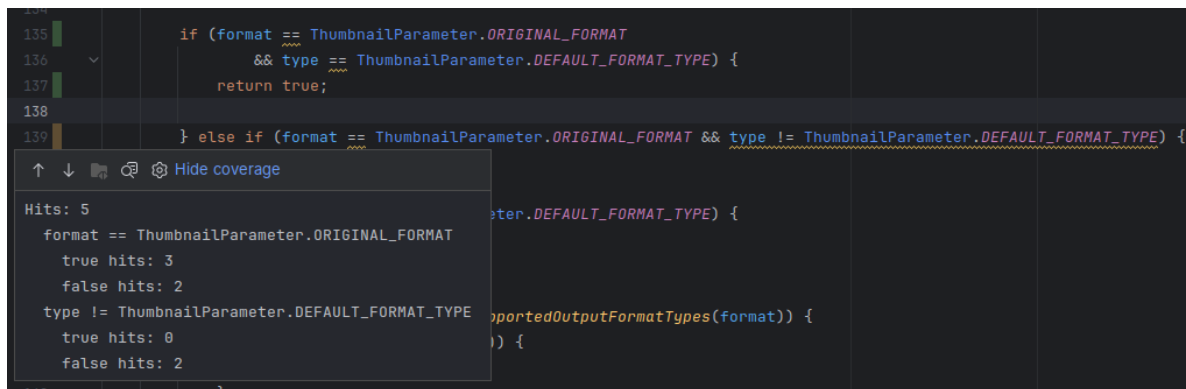 134
135 if (format == ThumbnailParameter.ORIGINAL_FORMAT
136 && type == ThumbnailParameter.DEFAULT_FORMAT_TYPE) {
137 return true;
138
139 } else if (format == ThumbnailParameter.ORIGINAL_FORMAT && type != ThumbnailParameter.DEFAULT_FORMAT_TYPE) {
Hide coverage
Hits: 5
eter.DEFAULT_FORMAT_TYPE) {
format == ThumbnailParameter.ORIGINAL_FORMAT
true hits: 3
false hits: 2
type != ThumbnailParameter.DEFAULT_FORMAT_TYPE
pportedOutputFormatTypes(format)) {
true hits: 0
)) {
false hits: 2